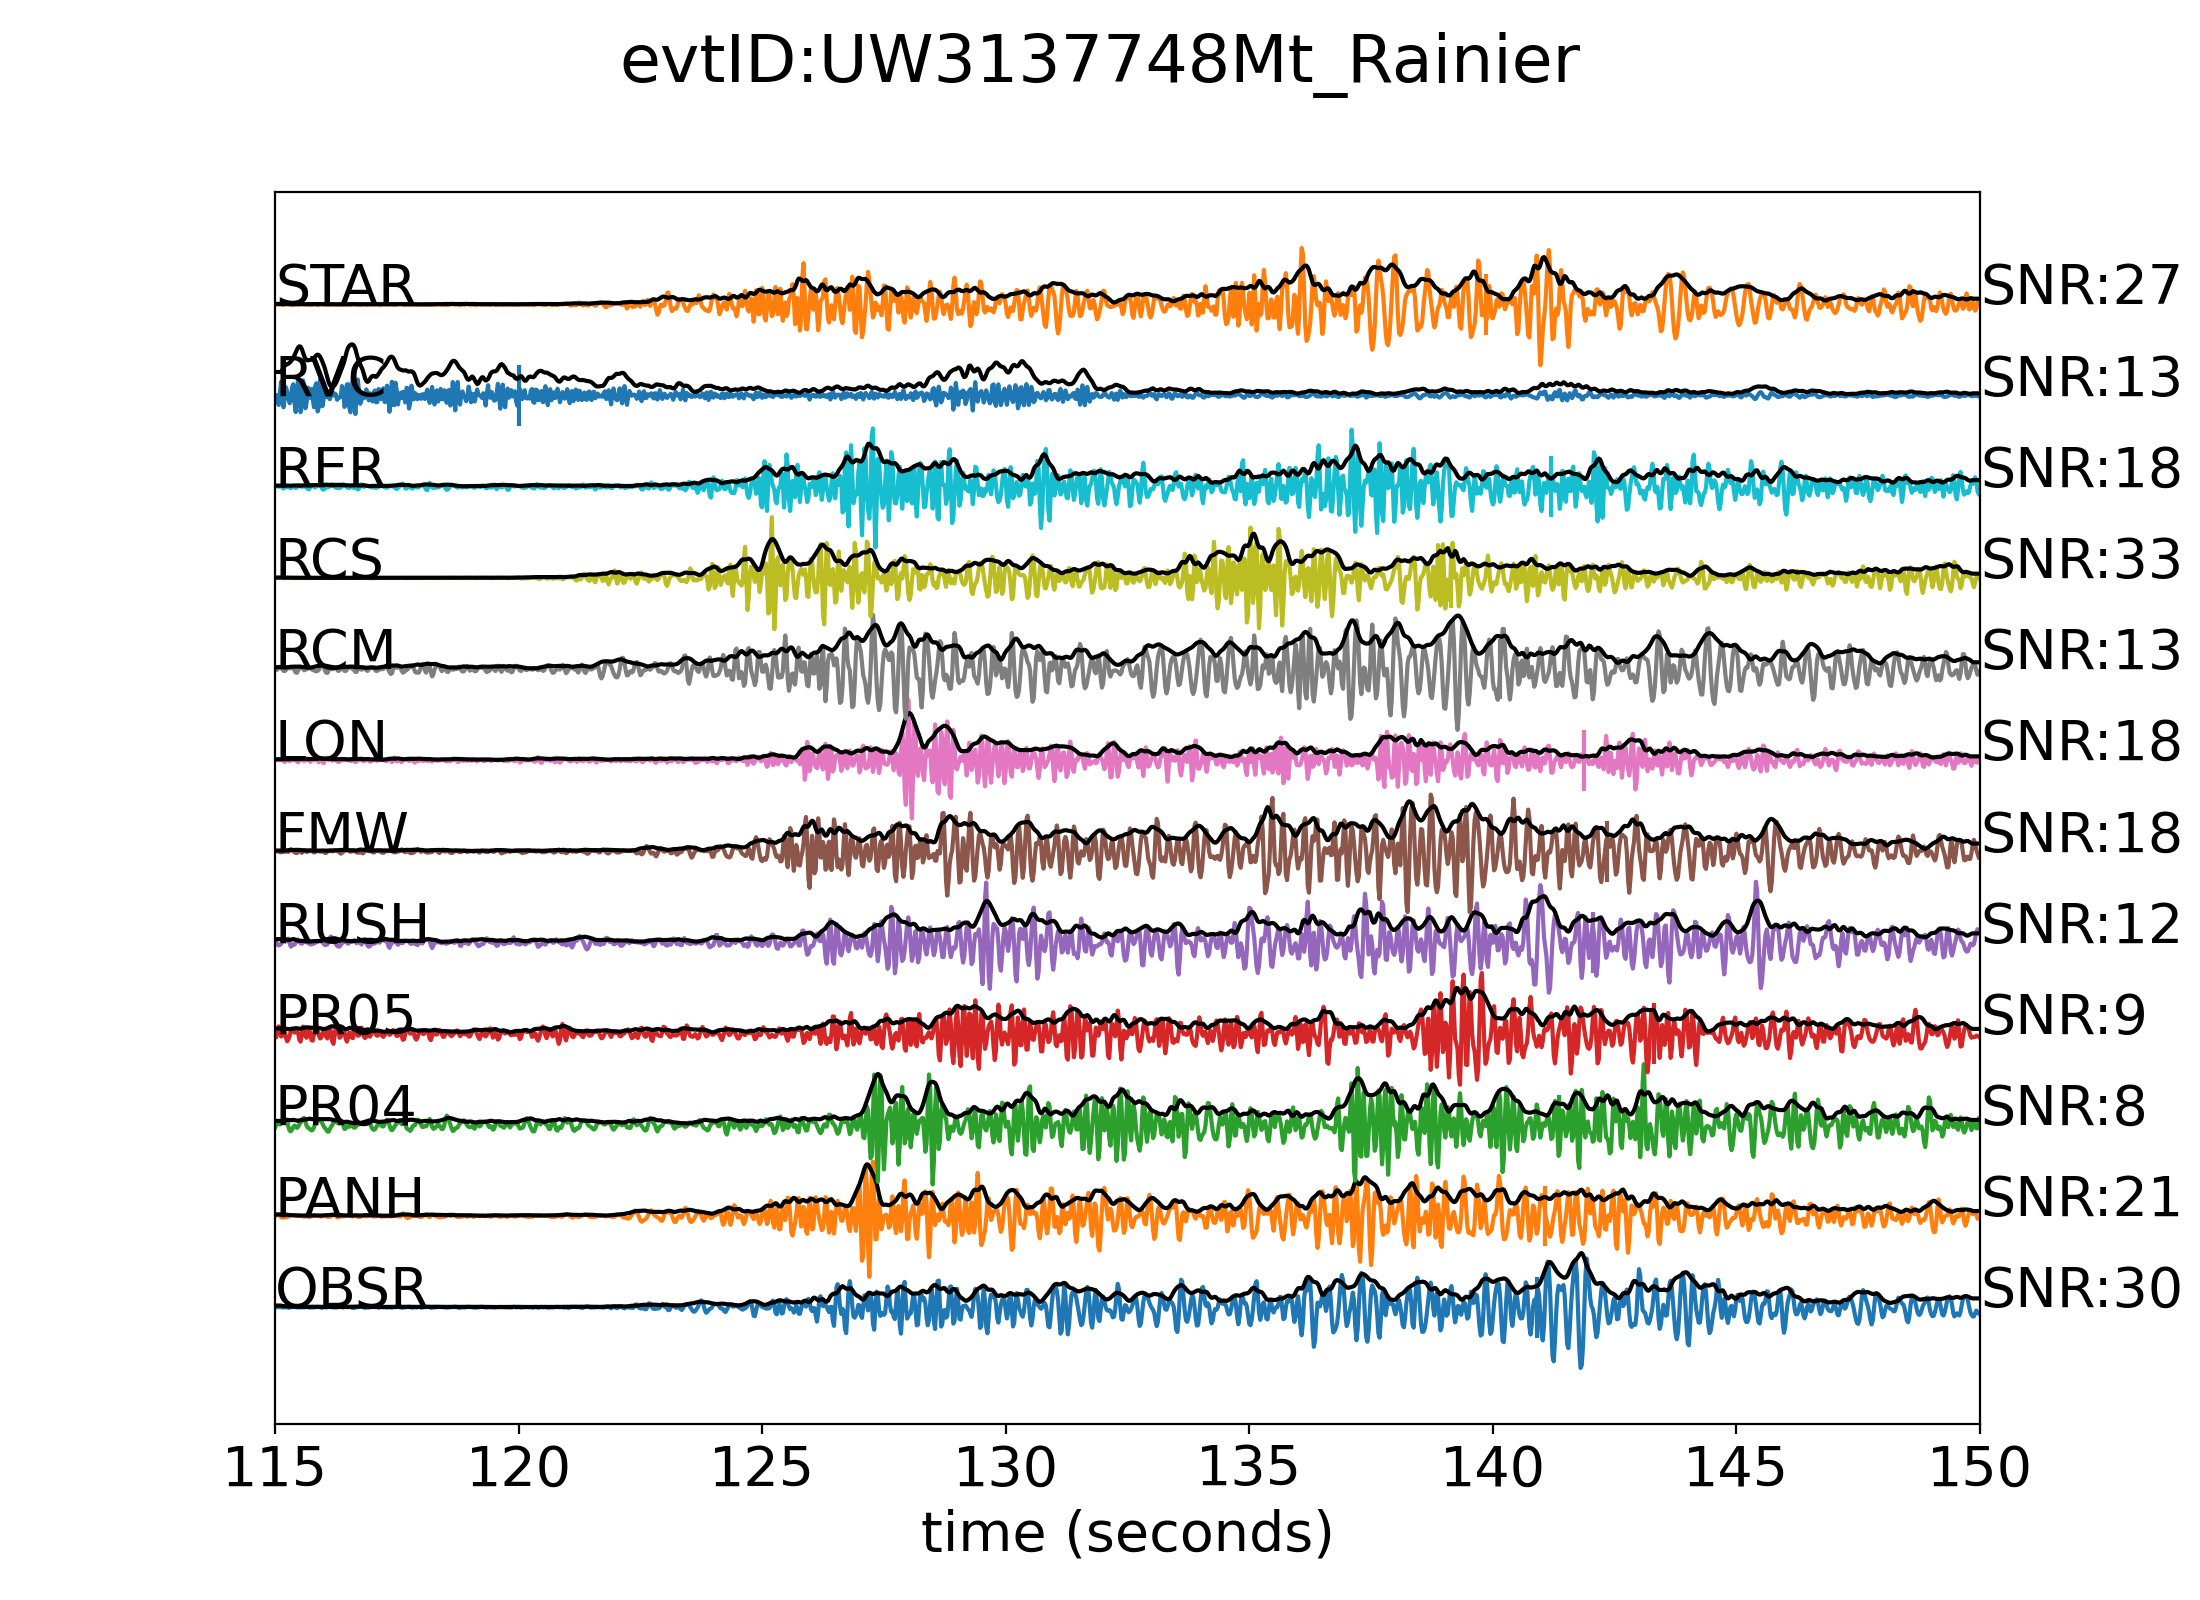 evtID:UW3137748Mt_Rainier
STAR SNR:27
RVC SNR:13
RER SNR:18
RCS SNR:33
RCM SNR:13
LON SNR:18
FMW SNR:18
RUSH SNR:12
PR05 SNR:9
PR04 SNR:8
PANH SNR:21
OBSR SNR:30
115 120 125 130 135 140 145 150
time (seconds)